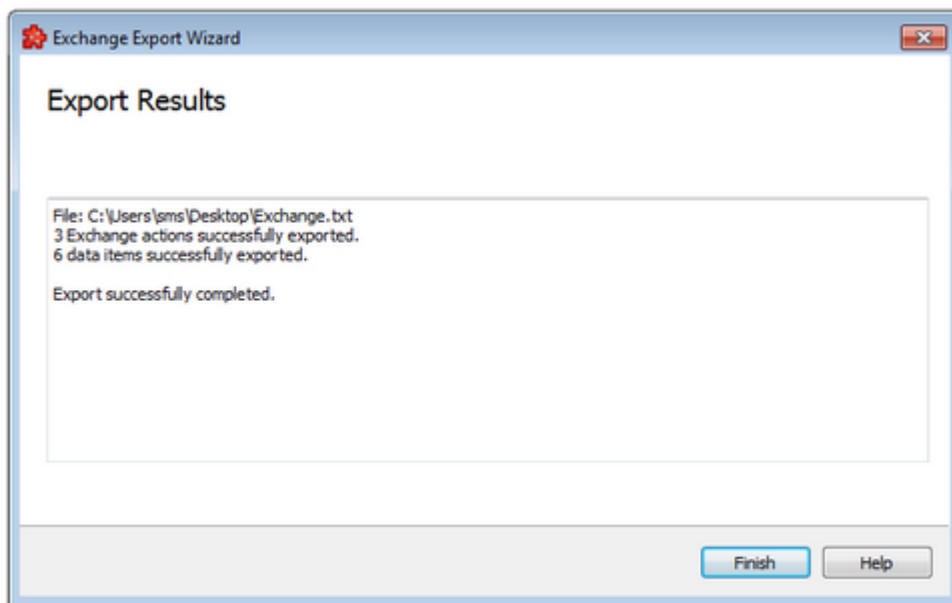 Exchange Export Wizard
Export Results
File: C:\Users\sms\Desktop\Exchange.txt
3 Exchange actions successfully exported.
6 data items successfully exported.
Export successfully completed.
Finish
Help